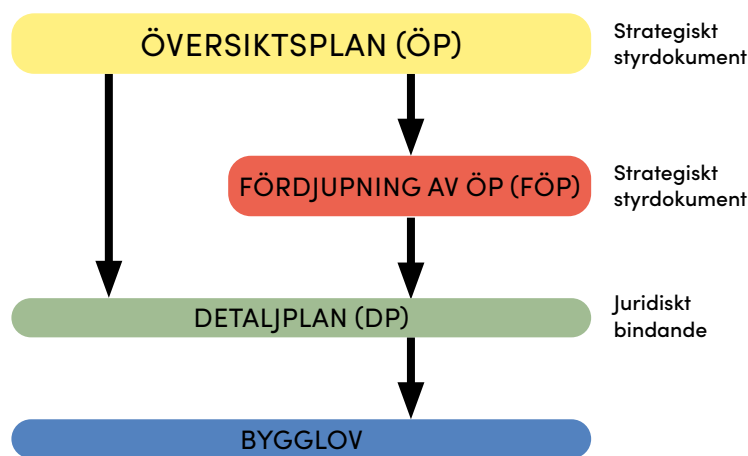 ÖVERSIKTSPLAN (ÖP)
Strategiskt
styrdokument
FÖRDJUPNING AV ÖP (FÖP)
Strategiskt
styrdokument
DETALJPLAN (DP)
Juridiskt
bindande
BYGGLOV